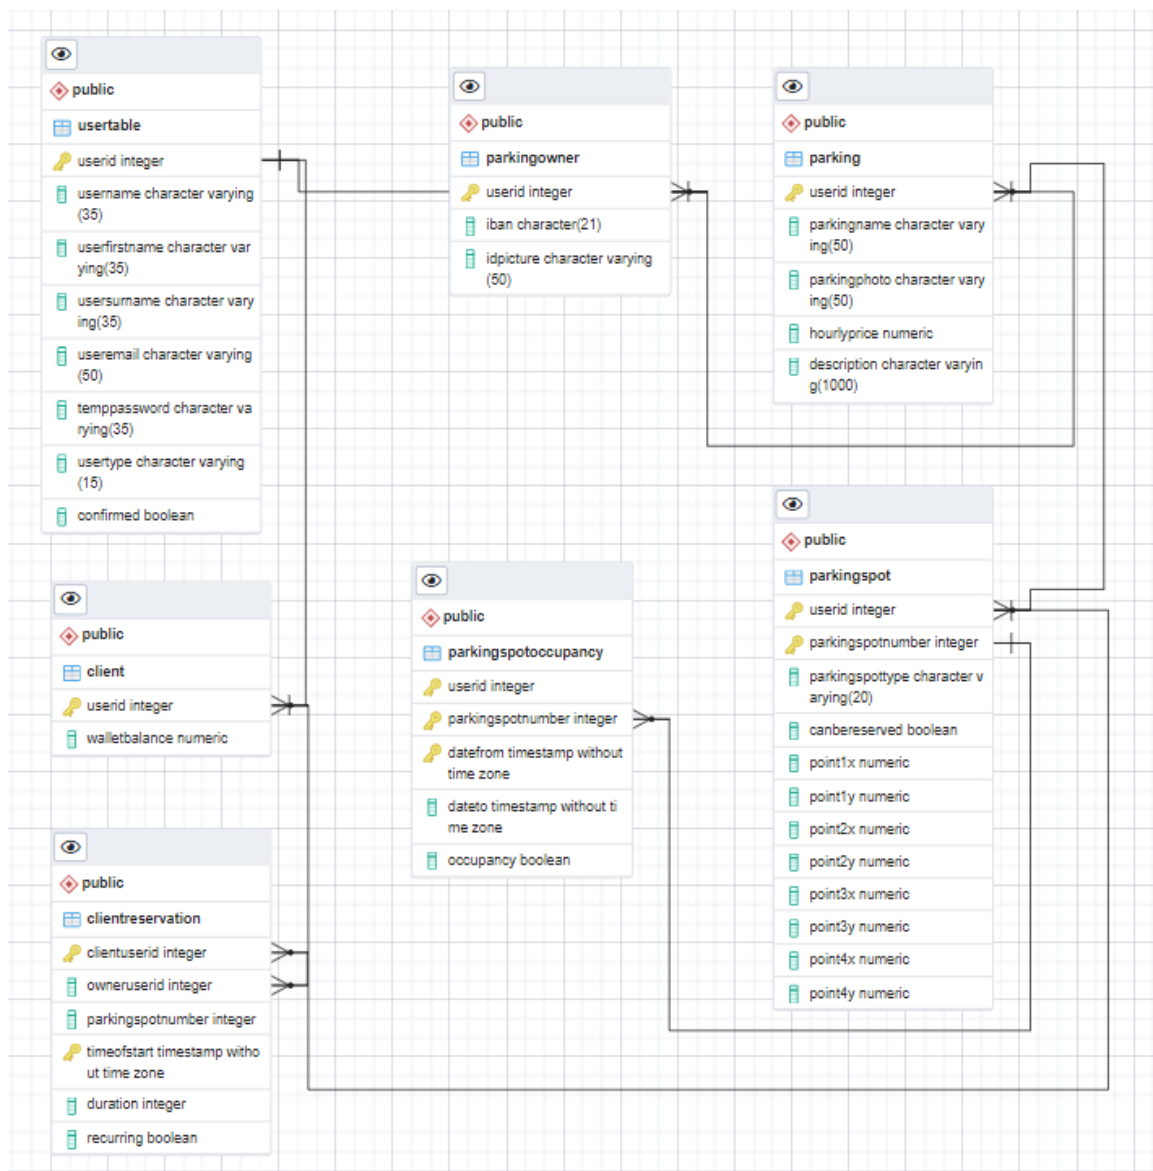 public
usertable
userid integer
username character varying
(35)
userfirstname character var
ying(35)
usersurname character vary
ing(35)
useremail character varying
(50)
temppassword character va
rying(35)
usertype character varying
(15)
confirmed boolean
public
parkingowner
userid integer
iban character(21)
idpicture character varying
(50)
public
parking
userid integer
parkingname character vary
ing(50)
parkingphoto character vary
ing(50)
hourlyprice numeric
description character varyin
g(1000)
public
client
userid integer
walletbalance numeric
public
parkingspotoccupancy
userid integer
parkingspotnumber integer
datefrom timestamp without
time zone
dateto timestamp without ti
me zone
occupancy boolean
public
parkingspot
userid integer
parkingspotnumber integer
parkingspottype character v
arying(20)
canbereserved boolean
point1x numeric
point1y numeric
point2x numeric
point2y numeric
point3x numeric
point3y numeric
point4x numeric
point4y numeric
public
clientreservation
clientuserid integer
owneruserid integer
parkingspotnumber integer
timeofstart timestamp witho
ut time zone
duration integer
recurring boolean